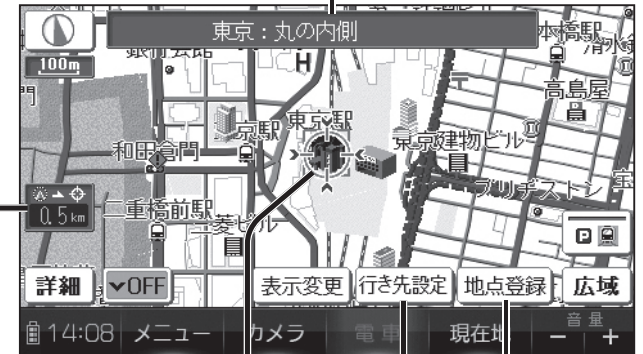 東京：丸の内側
100m
銀行会館
H
日本橋駅
清水
高島屋
門
京駅
東京駅
東京建物ビル
和田倉門
ブリヂストン
宝
0.5km
二重橋前駅
三菱ビル
P
詳細
OFF
表示変更
行き先設定
地点登録
広域
14:08
メニュー
カメラ
電車
現在地
音量
− +